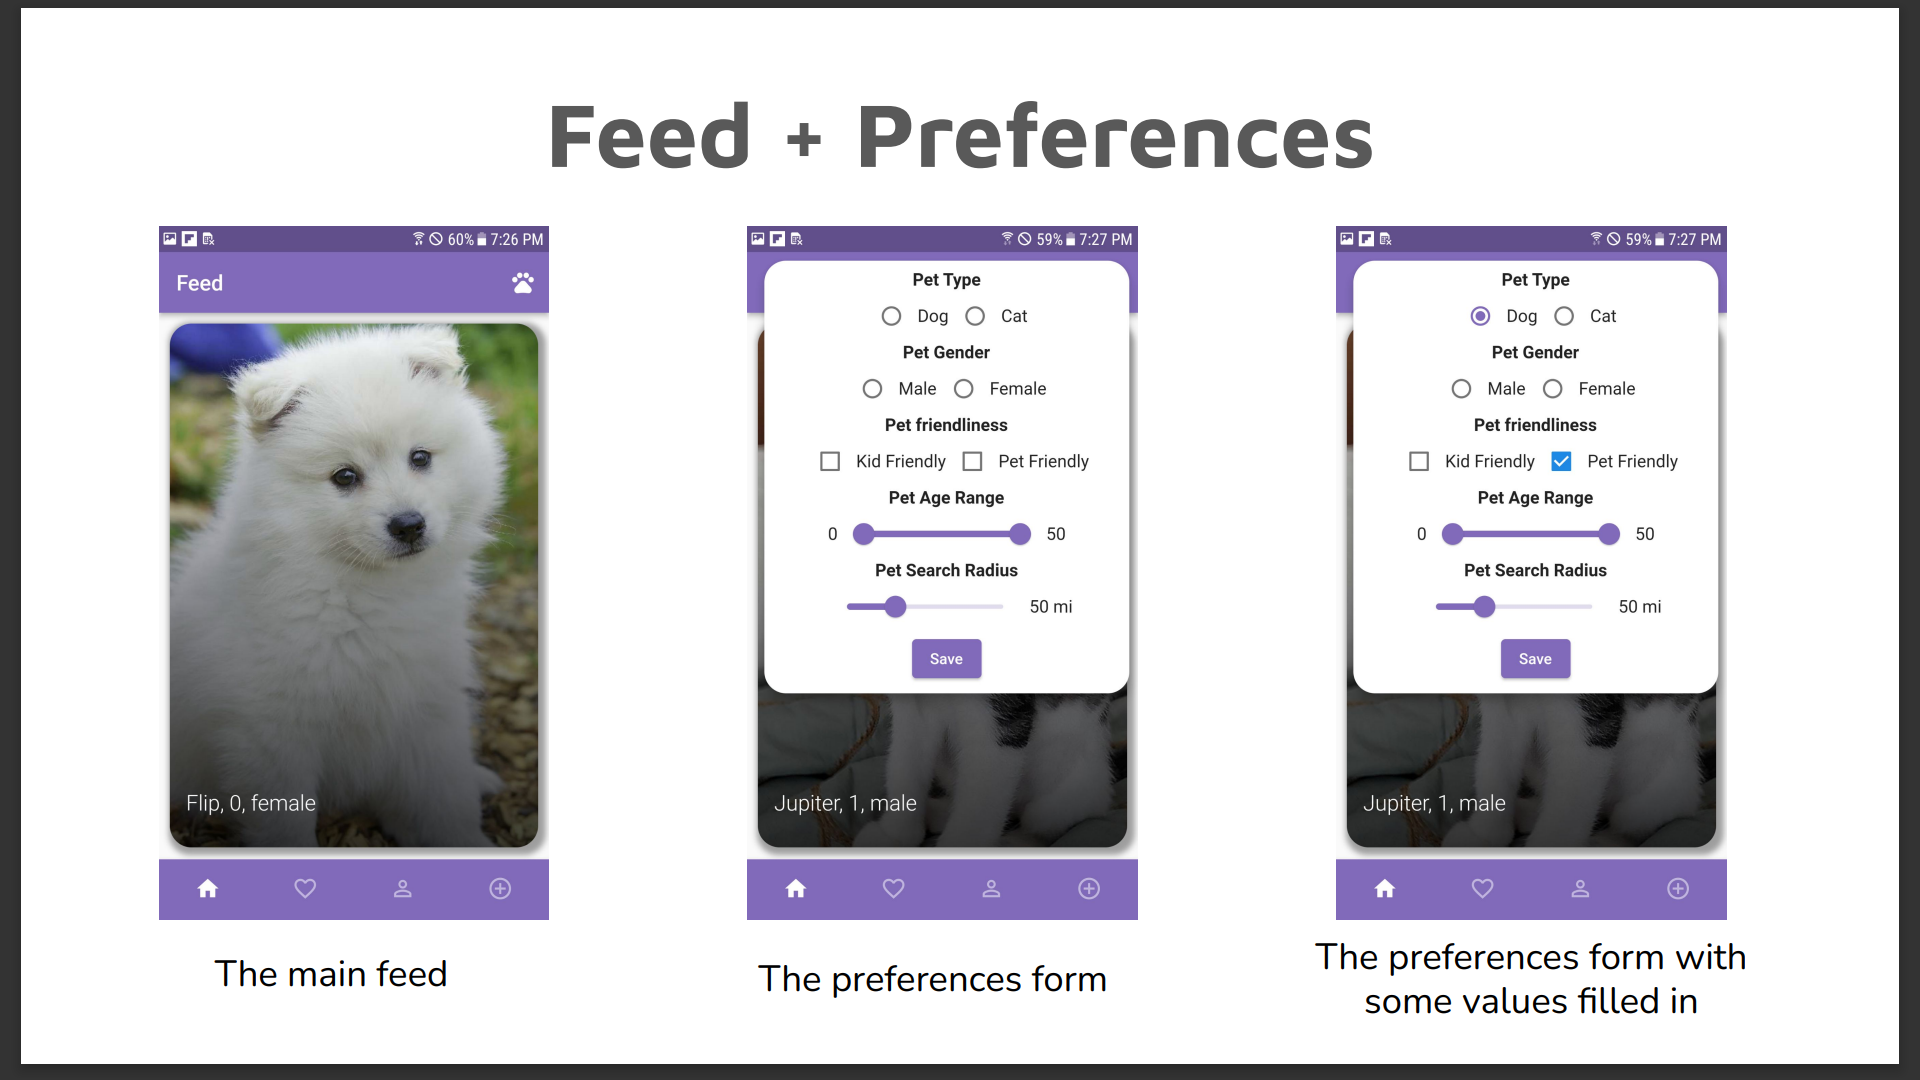 Feed + Preferences
60% 7:26 PM
Feed
Flip, 0, female
The main feed
59% 7:27 PM
Pet Type
Dog Cat
Pet Gender
Male Female
Pet friendliness
Kid Friendly Pet Friendly
Pet Age Range
0 50
Pet Search Radius
50 mi
Save
Jupiter, 1, male
The preferences form
59% 7:27 PM
Pet Type
Dog Cat
Pet Gender
Male Female
Pet friendliness
Kid Friendly Pet Friendly
Pet Age Range
0 50
Pet Search Radius
50 mi
Save
Jupiter, 1, male
The preferences form with
some values filled in